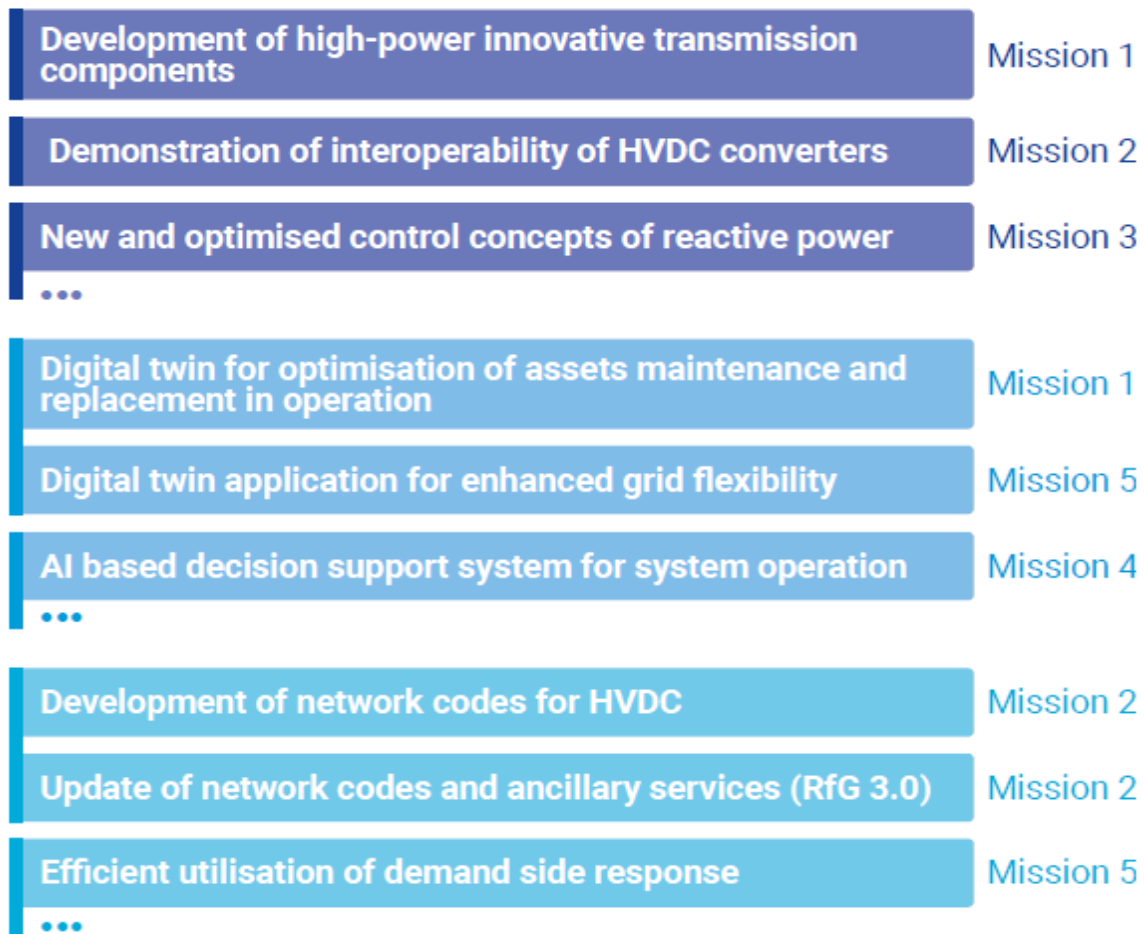 Development of high-power innovative transmission
components
Mission 1
Demonstration of interoperability of HVDC converters
Mission 2
New and optimised control concepts of reactive power
Mission 3
...
Digital twin for optimisation of assets maintenance and
replacement in operation
Mission 1
Digital twin application for enhanced grid flexibility
Mission 5
AI based decision support system for system operation
Mission 4
...
Development of network codes for HVDC
Mission 2
Update of network codes and ancillary services (RfG 3.0)
Mission 2
Efficient utilisation of demand side response
Mission 5
...